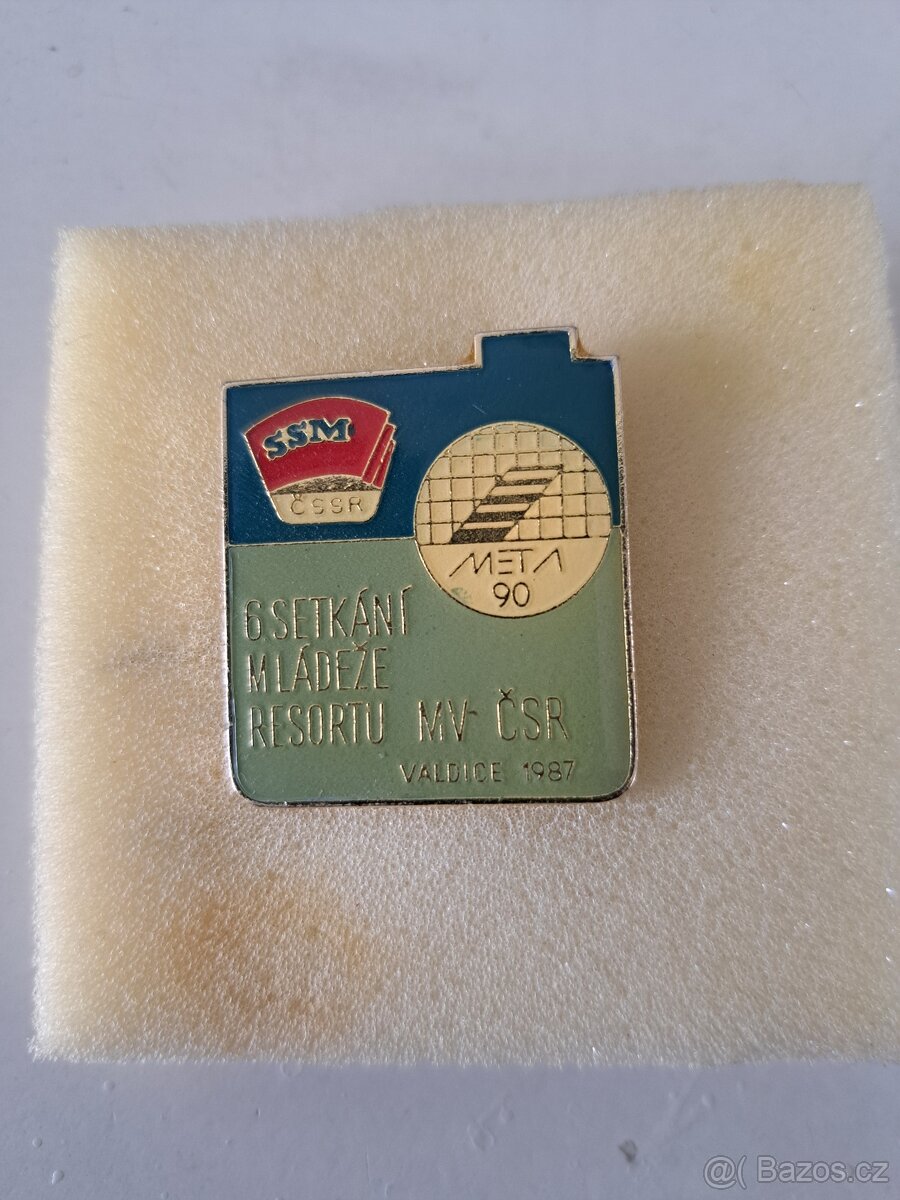 SSM
ČSSR
META
90
6.SETKÁNÍ
MLÁDEŽE
RESORTU MV ČSR
VALDICE 1987
@( Bazos.cz